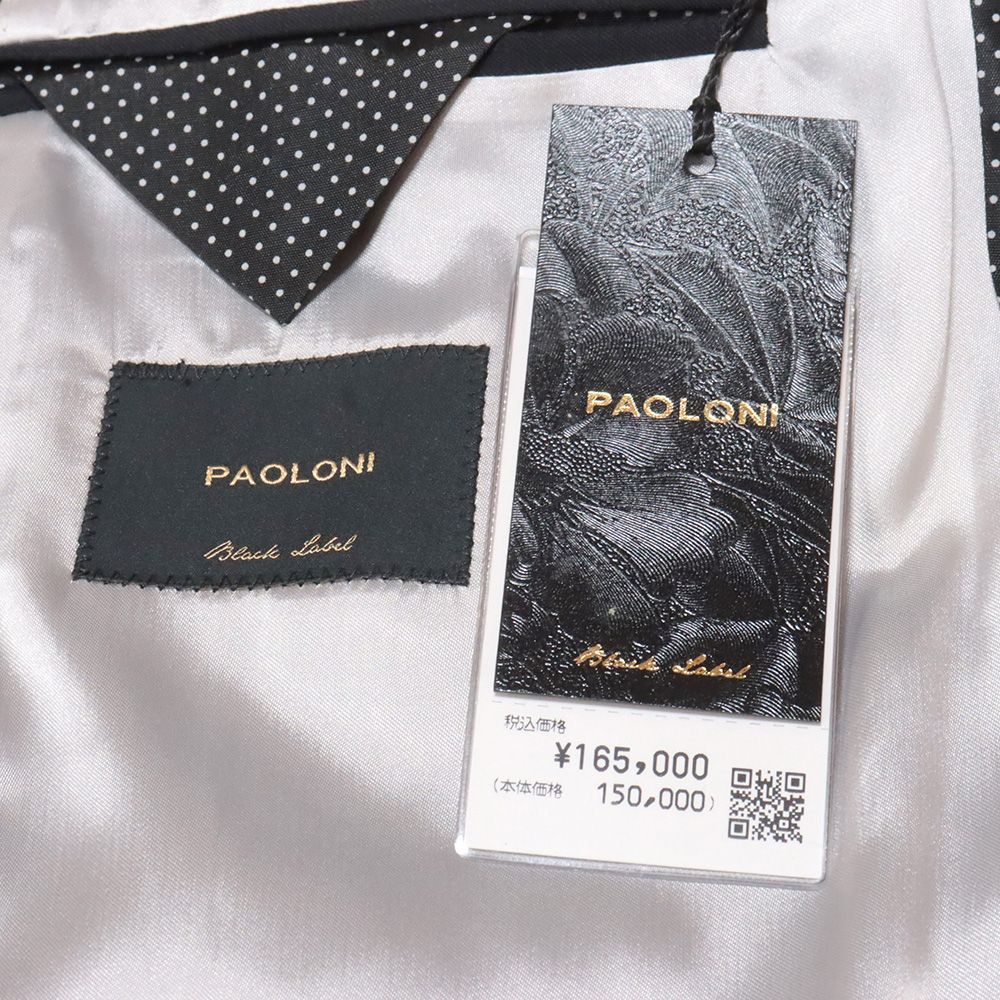 PAOLONI
Black Label
PAOLONI
Black Label
税込価格
¥165,000
(本体価格 150,000)